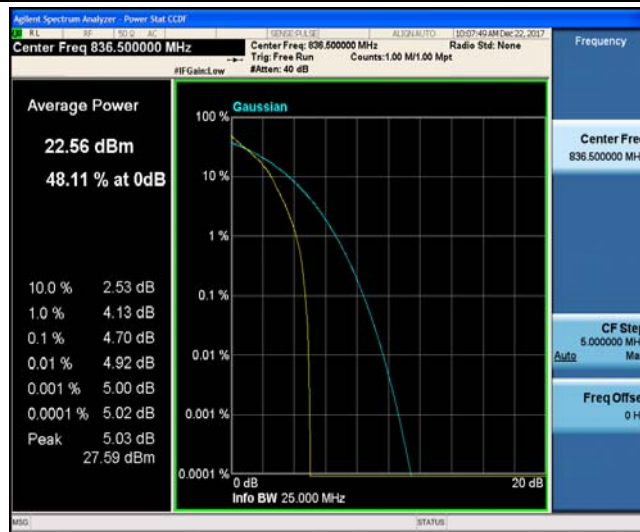 Agilent Spectrum Analyzer - Power Stat CCDF
RL RF 50 Ω AC SENSE:PULSE ALIGN AUTO 10:07:49 AM Dec 22, 2017
Center Freq 836.500000 MHz
Center Freq: 836.500000 MHz Radio Std: None
Trig: Free Run Counts:1.00 M/1.00 Mpt
#IFGain:Low #Atten: 40 dB
Frequency
Average Power
22.56 dBm
48.11 % at 0dB
10.0 % 2.53 dB
1.0 % 4.13 dB
0.1 % 4.70 dB
0.01 % 4.92 dB
0.001 % 5.00 dB
0.0001 % 5.02 dB
Peak 5.03 dB
27.59 dBm
Gaussian
100 %
10 %
1 %
0.1 %
0.01 %
0.001 %
0.0001 %
0 dB 20 dB
Info BW 25.000 MHz
Center Fre
836.500000 MH
CF Ste
5.000000 MH
Auto Ma
Freq Offse
0 H
MSG STATUS